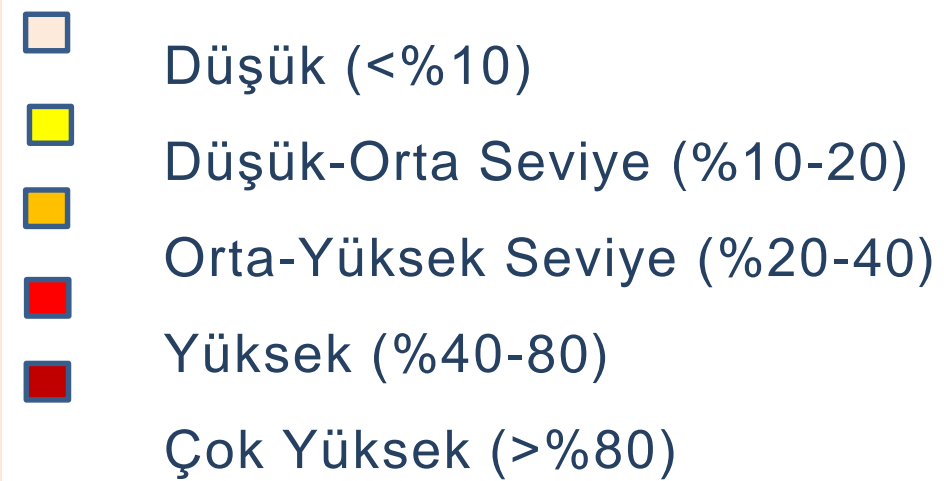 Düşük (<%10)
Düşük-Orta Seviye (%10-20)
Orta-Yüksek Seviye (%20-40)
Yüksek (%40-80)
Çok Yüksek (>%80)